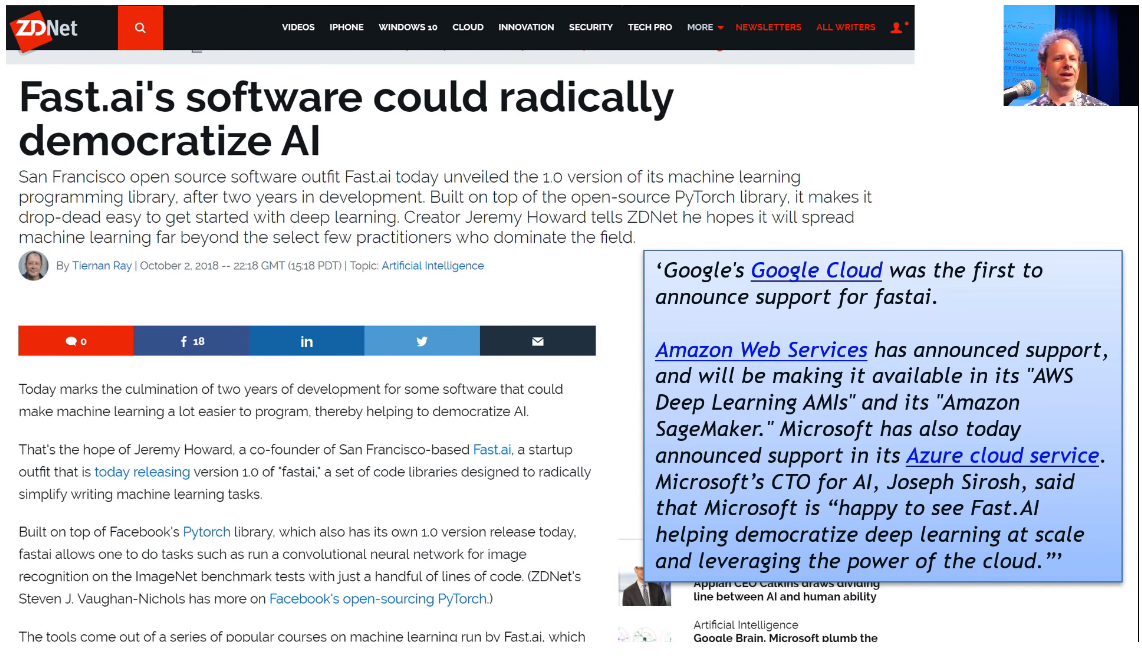 ZDNet
VIDEOS IPHONE WINDOWS 10 CLOUD INNOVATION SECURITY TECH PRO MORE NEWSLETTERS ALL WRITERS
Fast.ai's software could radically
democratize AI
San Francisco open source software outfit Fast.ai today unveiled the 1.0 version of its machine learning
programming library, after two years in development. Built on top of the open-source PyTorch library, it makes it
drop-dead easy to get started with deep learning. Creator Jeremy Howard tells ZDNet he hopes it will spread
machine learning far beyond the select few practitioners who dominate the field.
By Tiernan Ray | October 2, 2018 -- 22:18 GMT (15:18 PDT) | Topic: Artificial Intelligence
0 f 18 in
Today marks the culmination of two years of development for some software that could
make machine learning a lot easier to program, thereby helping to democratize AI.
That's the hope of Jeremy Howard, a co-founder of San Francisco-based Fast.ai, a startup
outfit that is today releasing version 1.0 of "fastai," a set of code libraries designed to radically
simplify writing machine learning tasks.
Built on top of Facebook's Pytorch library, which also has its own 1.0 version release today,
fastai allows one to do tasks such as run a convolutional neural network for image
recognition on the ImageNet benchmark tests with just a handful of lines of code. (ZDNet's
Steven J. Vaughan-Nichols has more on Facebook's open-sourcing PyTorch.)
The tools come out of a series of popular courses on machine learning run by Fast.ai, which
‘Google's Google Cloud was the first to
announce support for fastai.
Amazon Web Services has announced support,
and will be making it available in its "AWS
Deep Learning AMIs" and its "Amazon
SageMaker." Microsoft has also today
announced support in its Azure cloud service.
Microsoft’s CTO for AI, Joseph Sirosh, said
that Microsoft is “happy to see Fast.AI
helping democratize deep learning at scale
and leveraging the power of the cloud.”’
Appian CEO Calkins draws dividing
line between AI and human ability
Artificial Intelligence
Google Brain, Microsoft plumb the